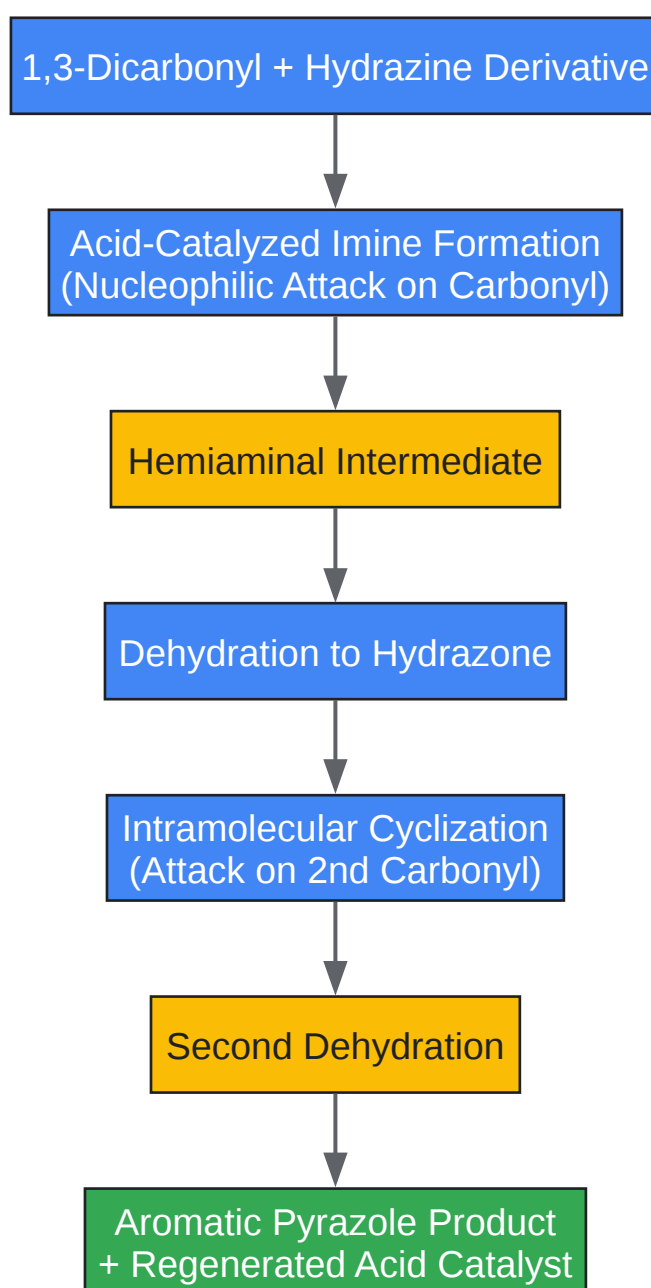 1,3-Dicarbonyl + Hydrazine Derivative
Acid-Catalyzed Imine Formation
(Nucleophilic Attack on Carbonyl)
Hemiaminal Intermediate
Dehydration to Hydrazone
Intramolecular Cyclization
(Attack on 2nd Carbonyl)
Second Dehydration
Aromatic Pyrazole Product
+ Regenerated Acid Catalyst